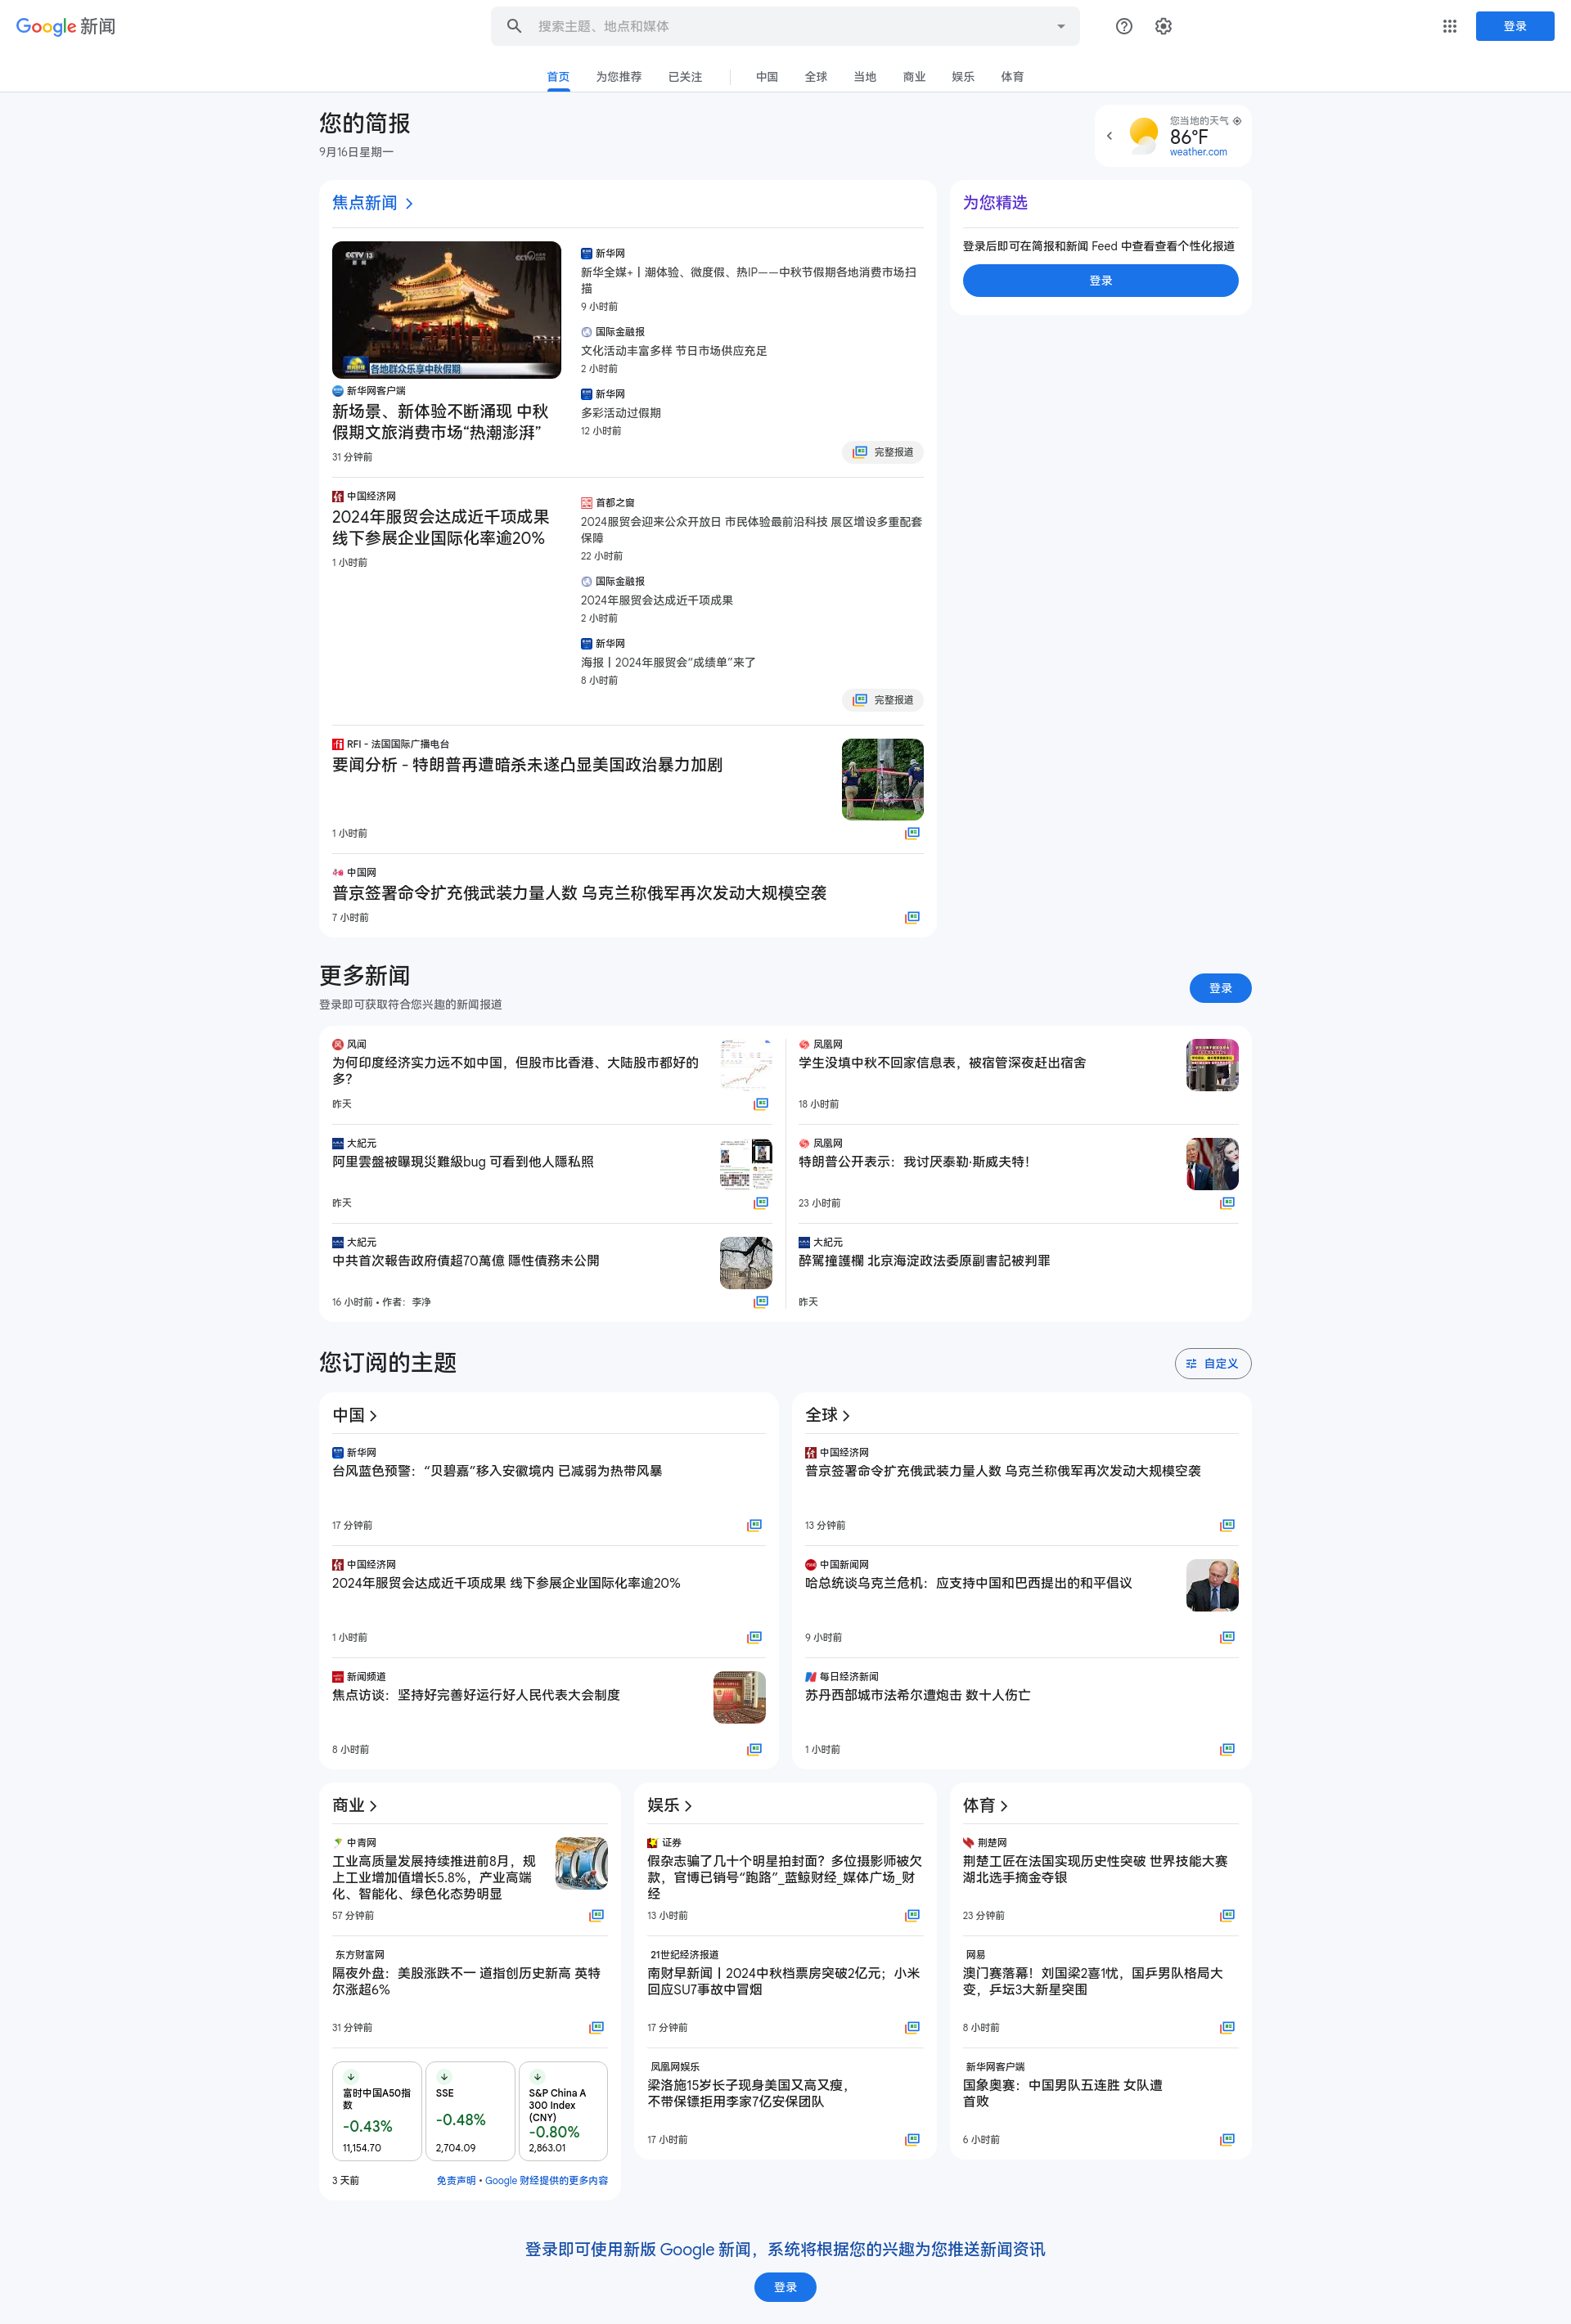 Google 新闻
搜索主题、地点和媒体
登录
首页
为您推荐
已关注
中国
全球
当地
商业
娱乐
体育
您的简报
9月16日星期一
您当地的天气
86°F
weather.com
焦点新闻
CCTV 13
各地群众乐享中秋假期
新华网客户端
新场景、新体验不断涌现 中秋
假期文旅消费市场“热潮澎湃”
31 分钟前
新华网
新华全媒+丨潮体验、微度假、热IP——中秋节假期各地消费市场扫
描
9 小时前
国际金融报
文化活动丰富多样 节日市场供应充足
2 小时前
新华网
多彩活动过假期
12 小时前
完整报道
为您精选
登录后即可在简报和新闻 Feed 中查看查看个性化报道
登录
中国经济网
2024年服贸会达成近千项成果
线下参展企业国际化率逾20%
1 小时前
首都之窗
2024服贸会迎来公众开放日 市民体验最前沿科技 展区增设多重配套
保障
22 小时前
国际金融报
2024年服贸会达成近千项成果
2 小时前
新华网
海报丨2024年服贸会“成绩单”来了
8 小时前
完整报道
RFI - 法国国际广播电台
要闻分析 - 特朗普再遭暗杀未遂凸显美国政治暴力加剧
1 小时前
中国网
普京签署命令扩充俄武装力量人数 乌克兰称俄军再次发动大规模空袭
7 小时前
更多新闻
登录即可获取符合您兴趣的新闻报道
登录
风闻
为何印度经济实力远不如中国，但股市比香港、大陆股市都好的
多？
昨天
凤凰网
学生没填中秋不回家信息表，被宿管深夜赶出宿舍
18 小时前
大紀元
阿里雲盤被曝現災難級bug 可看到他人隱私照
昨天
凤凰网
特朗普公开表示：我讨厌泰勒·斯威夫特！
23 小时前
大紀元
中共首次報告政府債超70萬億 隱性債務未公開
16 小时前 • 作者：李净
大紀元
醉駕撞護欄 北京海淀政法委原副書記被判罪
昨天
您订阅的主题
自定义
中国
新华网
台风蓝色预警：“贝碧嘉”移入安徽境内 已减弱为热带风暴
17 分钟前
中国经济网
2024年服贸会达成近千项成果 线下参展企业国际化率逾20%
1 小时前
新闻频道
焦点访谈：坚持好完善好运行好人民代表大会制度
8 小时前
全球
中国经济网
普京签署命令扩充俄武装力量人数 乌克兰称俄军再次发动大规模空袭
13 分钟前
中国新闻网
哈总统谈乌克兰危机：应支持中国和巴西提出的和平倡议
9 小时前
每日经济新闻
苏丹西部城市法希尔遭炮击 数十人伤亡
1 小时前
商业
中青网
工业高质量发展持续推进前8月，规
上工业增加值增长5.8%，产业高端
化、智能化、绿色化态势明显
57 分钟前
东方财富网
隔夜外盘：美股涨跌不一 道指创历史新高 英特
尔涨超6%
31 分钟前
富时中国A50指
数
-0.43%
11,154.70
SSE
-0.48%
2,704.09
S&P China A
300 Index
(CNY)
-0.80%
2,863.01
3 天前
免责声明 • Google 财经提供的更多内容
娱乐
证券
假杂志骗了几十个明星拍封面？多位摄影师被欠
款，官博已销号“跑路”_蓝鲸财经_媒体广场_财
经
13 小时前
21世纪经济报道
南财早新闻丨2024中秋档票房突破2亿元；小米
回应SU7事故中冒烟
17 分钟前
凤凰网娱乐
梁洛施15岁长子现身美国又高又瘦，
不带保镖拒用李家7亿安保团队
17 小时前
体育
荆楚网
荆楚工匠在法国实现历史性突破 世界技能大赛
湖北选手摘金夺银
23 分钟前
网易
澳门赛落幕！刘国梁2喜1忧，国乒男队格局大
变，乒坛3大新星突围
8 小时前
新华网客户端
国象奥赛：中国男队五连胜 女队遭
首败
6 小时前
登录即可使用新版 Google 新闻，系统将根据您的兴趣为您推送新闻资讯
登录